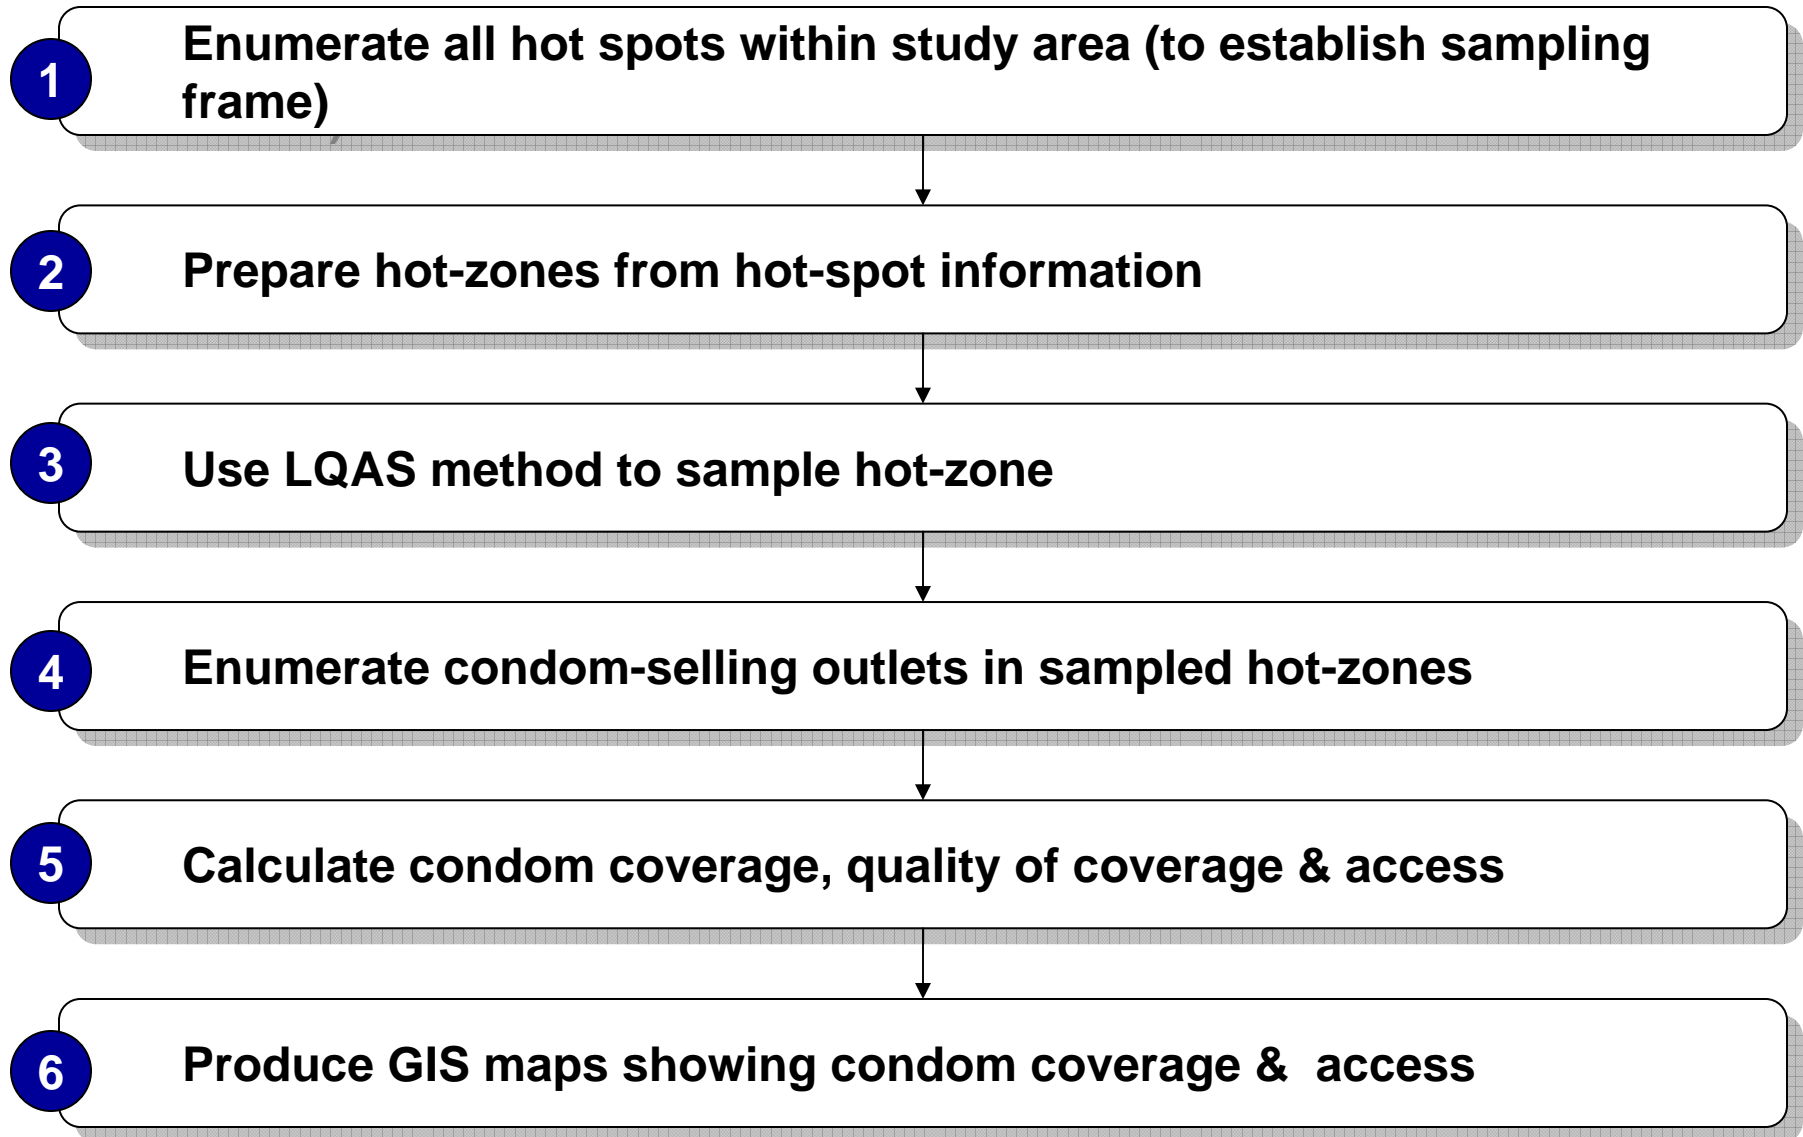 1
Enumerate all hot spots within study area (to establish sampling
frame)
2
Prepare hot-zones from hot-spot information
3
Use LQAS method to sample hot-zone
4
Enumerate condom-selling outlets in sampled hot-zones
5
Calculate condom coverage, quality of coverage & access
6
Produce GIS maps showing condom coverage &  access